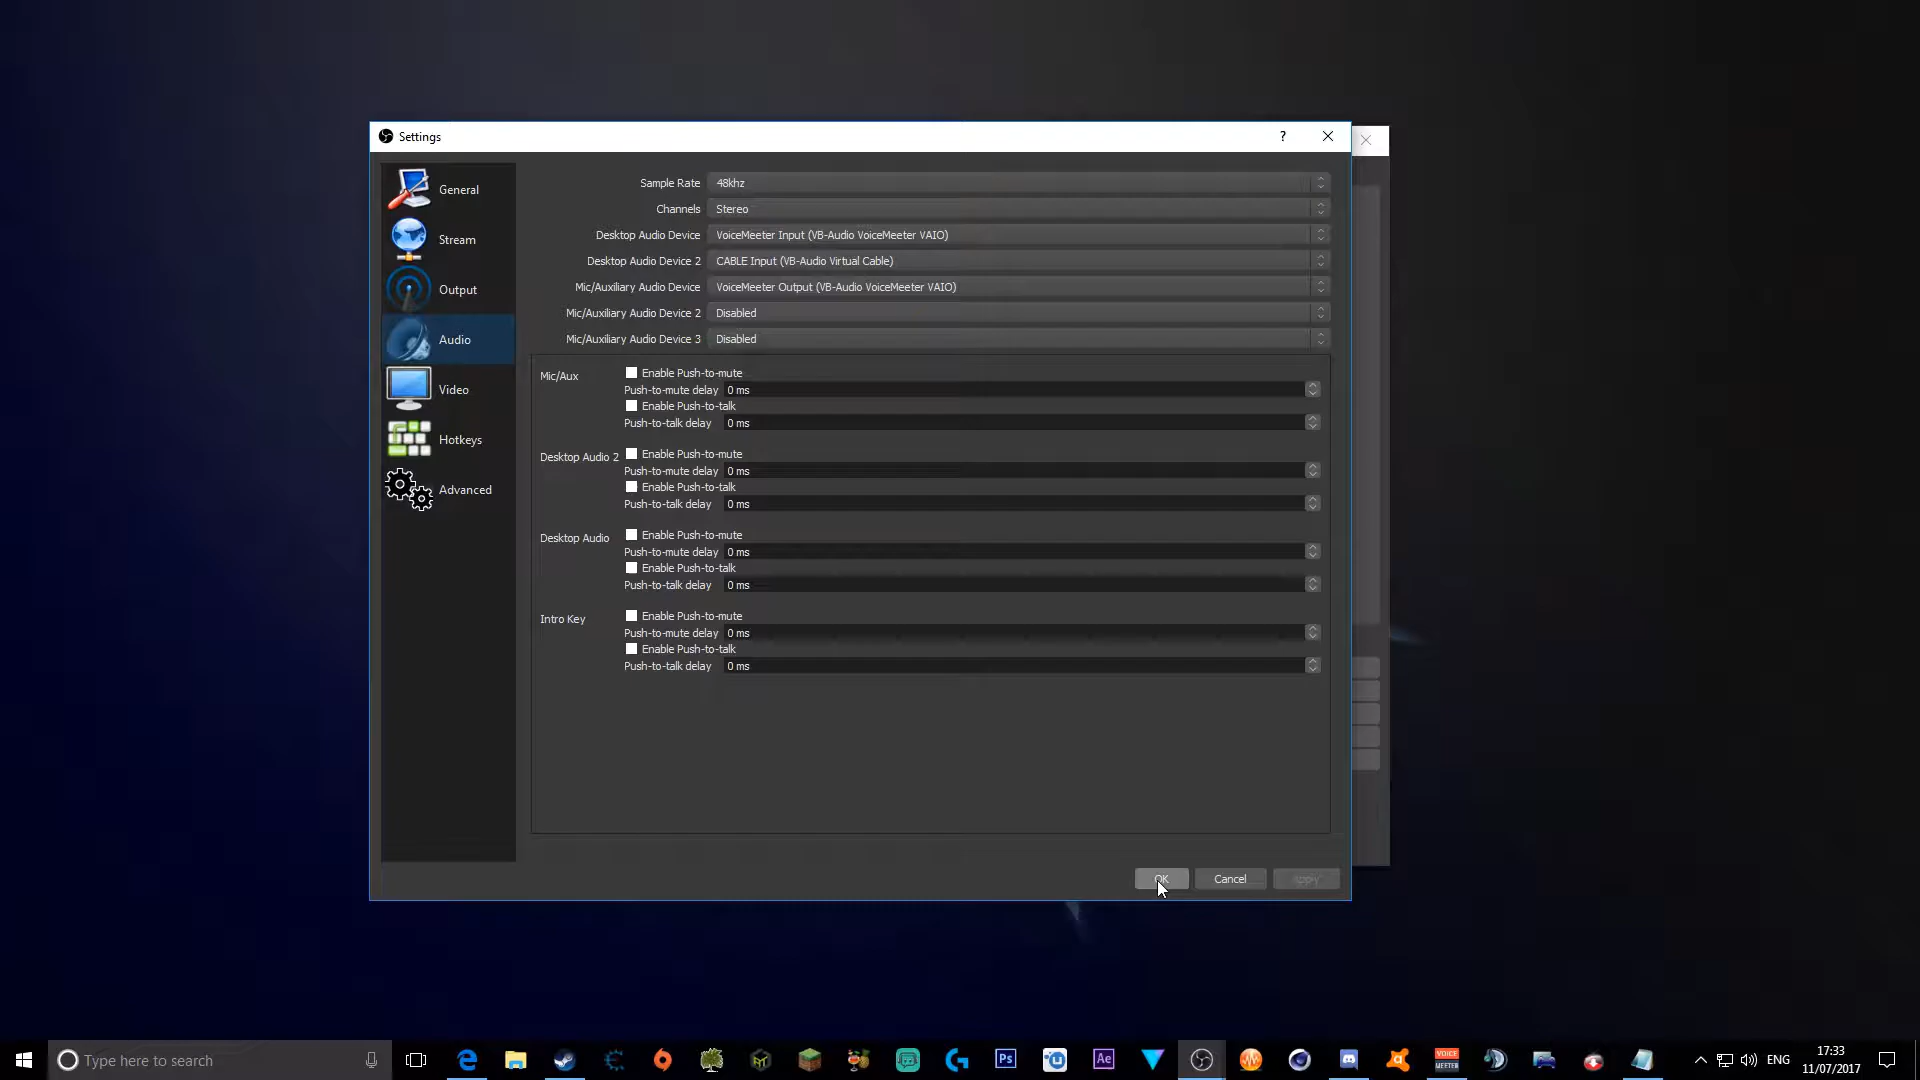 Settings
?
General
Stream
Output
Audio
Video
Hotkeys
Advanced
Sample Rate 48khz
Channels Stereo
Desktop Audio Device VoiceMeeter Input (VB-Audio VoiceMeeter VAIO)
Desktop Audio Device 2 CABLE Input (VB-Audio Virtual Cable)
Mic/Auxiliary Audio Device VoiceMeeter Output (VB-Audio VoiceMeeter VAIO)
Mic/Auxiliary Audio Device 2 Disabled
Mic/Auxiliary Audio Device 3 Disabled
Mic/Aux Enable Push-to-mute
Push-to-mute delay 0 ms
Enable Push-to-talk
Push-to-talk delay 0 ms
Desktop Audio 2 Enable Push-to-mute
Push-to-mute delay 0 ms
Enable Push-to-talk
Push-to-talk delay 0 ms
Desktop Audio Enable Push-to-mute
Push-to-mute delay 0 ms
Enable Push-to-talk
Push-to-talk delay 0 ms
Intro Key Enable Push-to-mute
Push-to-mute delay 0 ms
Enable Push-to-talk
Push-to-talk delay 0 ms
OK Cancel Apply
Type here to search
Ps
Ae
VOICE
MEETER
ENG
17:33
11/07/2017